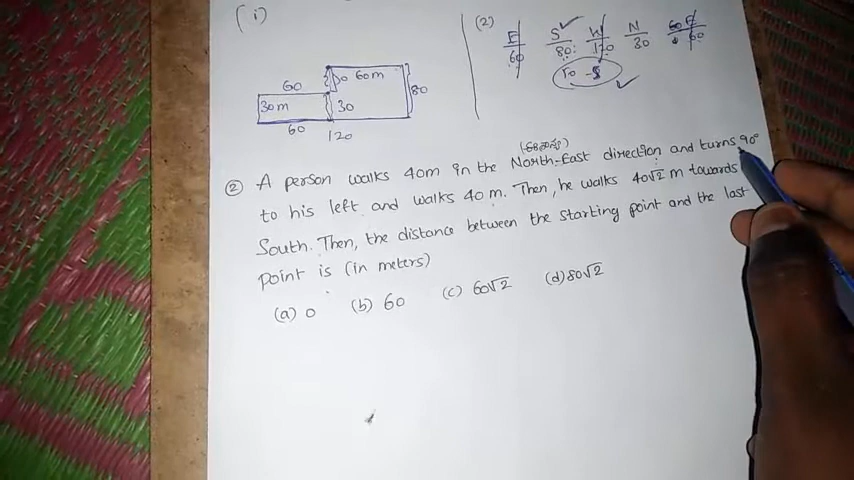 (i)
60 30 60m 80
30m 30
60 120
(2)
E S W N E
60 80 120 30 60
50 - S
② A person walks 40m in the North-East direction and turns 90°
to his left and walks 40 m. Then, he walks 40√2 m towards
South. Then, the distance between the starting point and the last
point is (in meters)
(a) 0 (b) 60 (c) 60√2 (d) 80√2